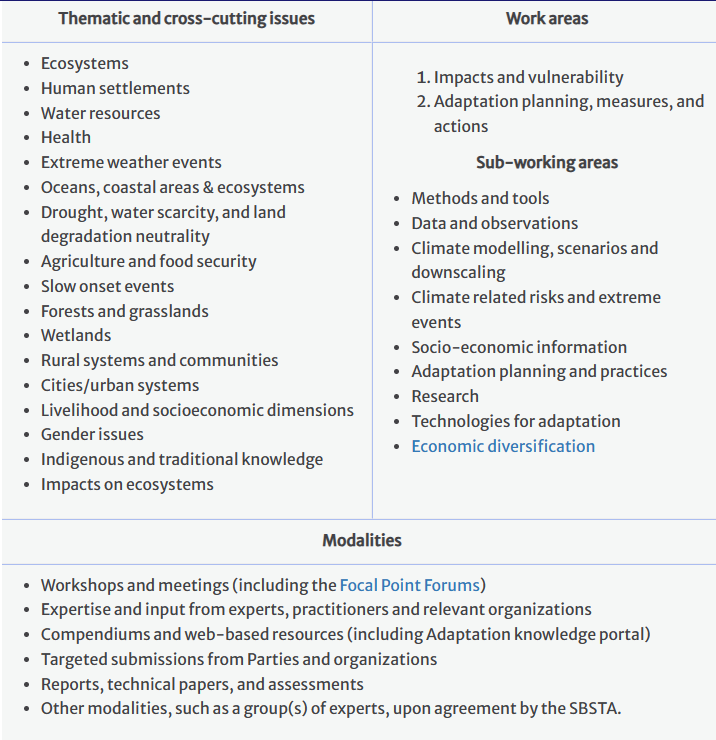 Thematic and cross-cutting issues
Ecosystems
Human settlements
Water resources
Health
Extreme weather events
Oceans, coastal areas & ecosystems
Drought, water scarcity, and land
degradation neutrality
Agriculture and food security
Slow onset events
Forests and grasslands
Wetlands
Rural systems and communities
Cities/urban systems
Livelihood and socioeconomic dimensions
Gender issues
Indigenous and traditional knowledge
Impacts on ecosystems
Work areas
1. Impacts and vulnerability
2. Adaptation planning, measures, and
actions
Sub-working areas
Methods and tools
Data and observations
Climate modelling, scenarios and
downscaling
Climate related risks and extreme
events
Socio-economic information
Adaptation planning and practices
Research
Technologies for adaptation
Economic diversification
Modalities
Workshops and meetings (including the Focal Point Forums)
Expertise and input from experts, practitioners and relevant organizations
Compendiums and web-based resources (including Adaptation knowledge portal)
Targeted submissions from Parties and organizations
Reports, technical papers, and assessments
Other modalities, such as a group(s) of experts, upon agreement by the SBSTA.